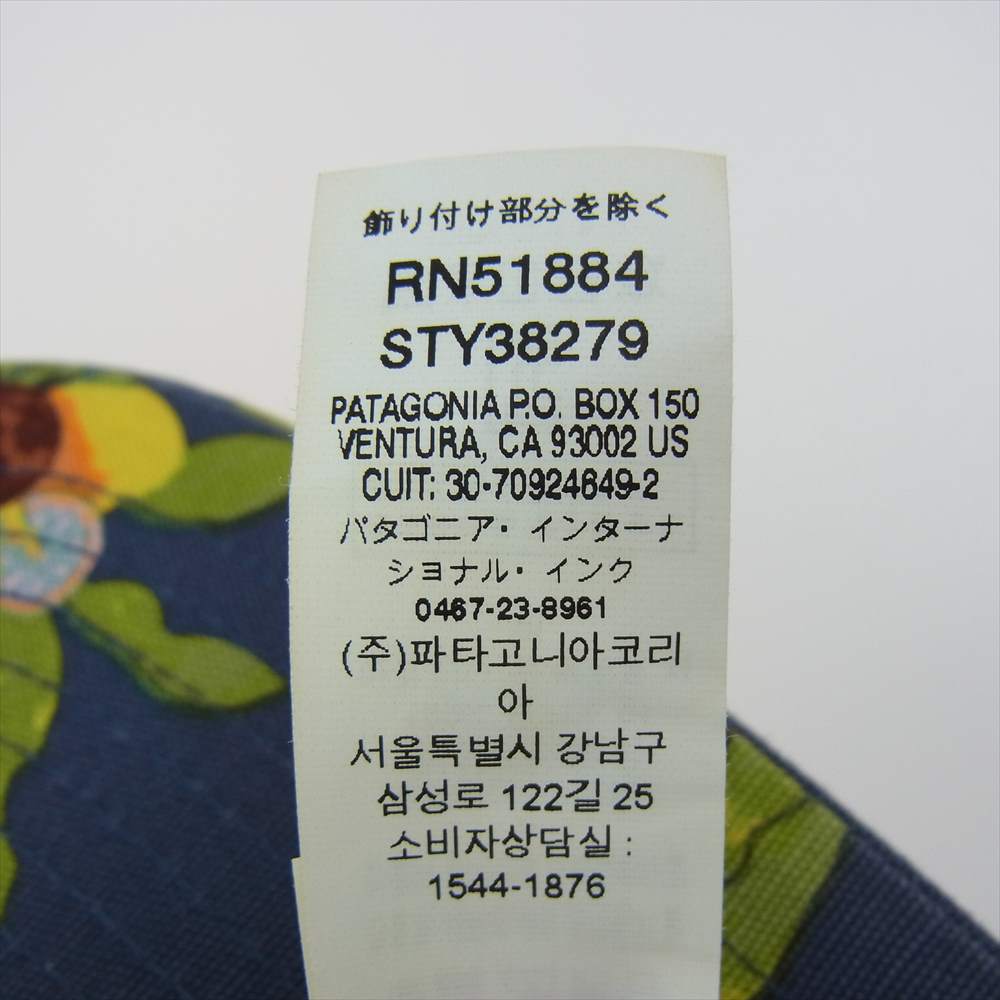 飾り付け部分を除く
RN51884
STY38279
PATAGONIA P.O. BOX 150
VENTURA, CA 93002 US
CUIT: 30-70924649-2
パタゴニア・インターナ
ショナル・インク
0467-23-8961
(주)파타고니아코리
아
서울특별시 강남구
삼성로 122길 25
소비자상담실 :
1544-1876